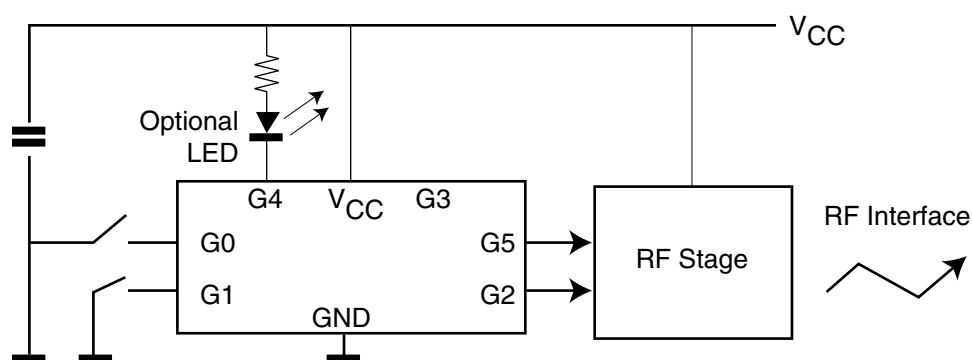 VCC
Optional
LED
G4
VCC
G3
RF Interface
G0
G5
RF Stage
G1
G2
GND